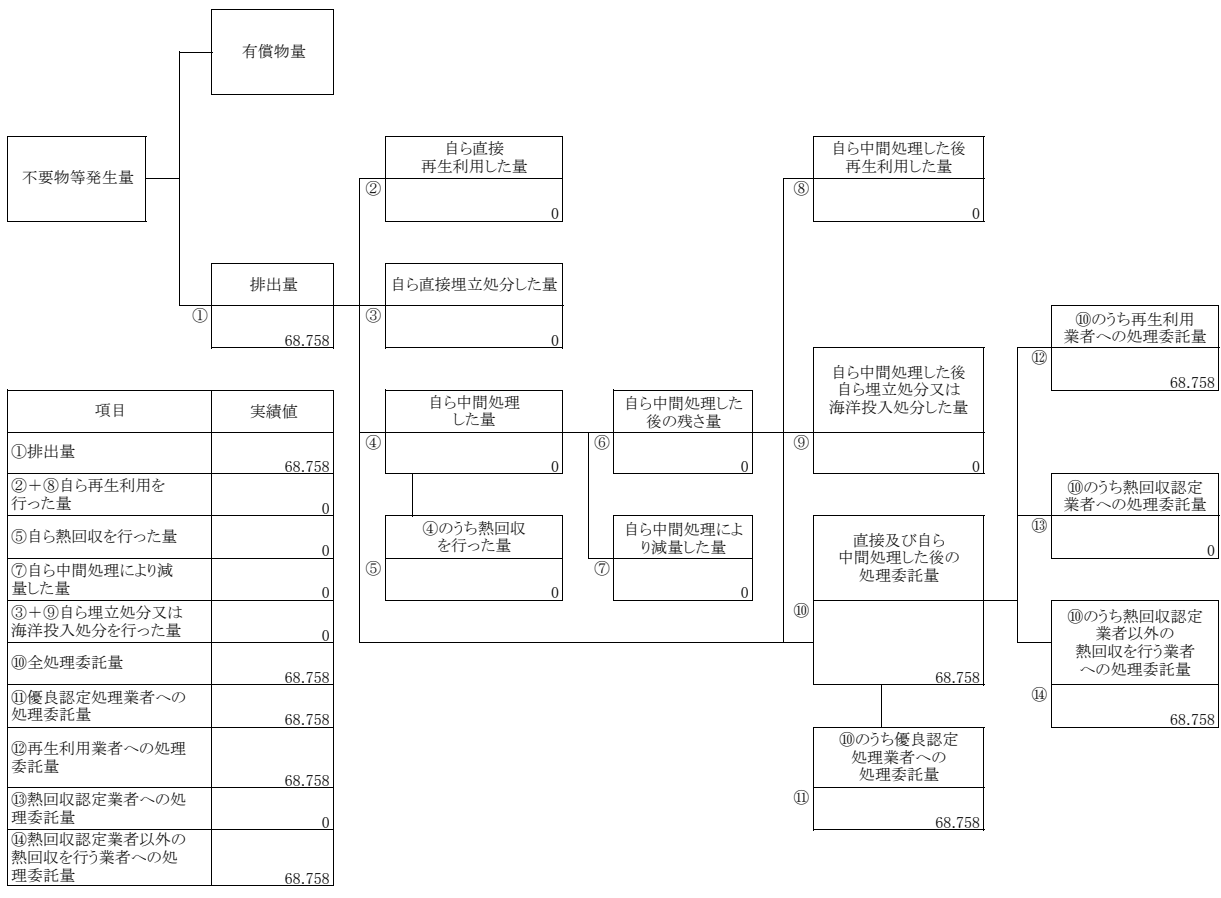 有償物量
不要物等発生量
排出量
①
68.758
自ら直接
再生利用した量
②
0
自ら直接埋立処分した量
③
0
自ら中間処理
した量
④
0
④のうち熱回収
を行った量
⑤
0
自ら中間処理した
後の残さ量
⑥
0
自ら中間処理によ
り減量した量
⑦
0
自ら中間処理した後
再生利用した量
⑧
0
自ら中間処理した後
自ら埋立処分又は
海洋投入処分した量
⑨
0
直接及び自ら
中間処理した後の
処理委託量
⑩
68.758
⑩のうち優良認定
処理業者への
処理委託量
⑪
68.758
⑩のうち再生利用
業者への処理委託量
⑫
68.758
⑩のうち熱回収認定
業者への処理委託量
⑬
0
⑩のうち熱回収認定
業者以外の
熱回収を行う業者
への処理委託量
⑭
68.758
項目 実績値
①排出量
68.758
②＋⑧自ら再生利用を
行った量
0
⑤自ら熱回収を行った量
0
⑦自ら中間処理により減
量した量
0
③＋⑨自ら埋立処分又は
海洋投入処分を行った量
0
⑩全処理委託量
68.758
⑪優良認定処理業者への
処理委託量
68.758
⑫再生利用業者への処理
委託量
68.758
⑬熱回収認定業者への処
理委託量
0
⑭熱回収認定業者以外の
熱回収を行う業者への処
理委託量
68.758